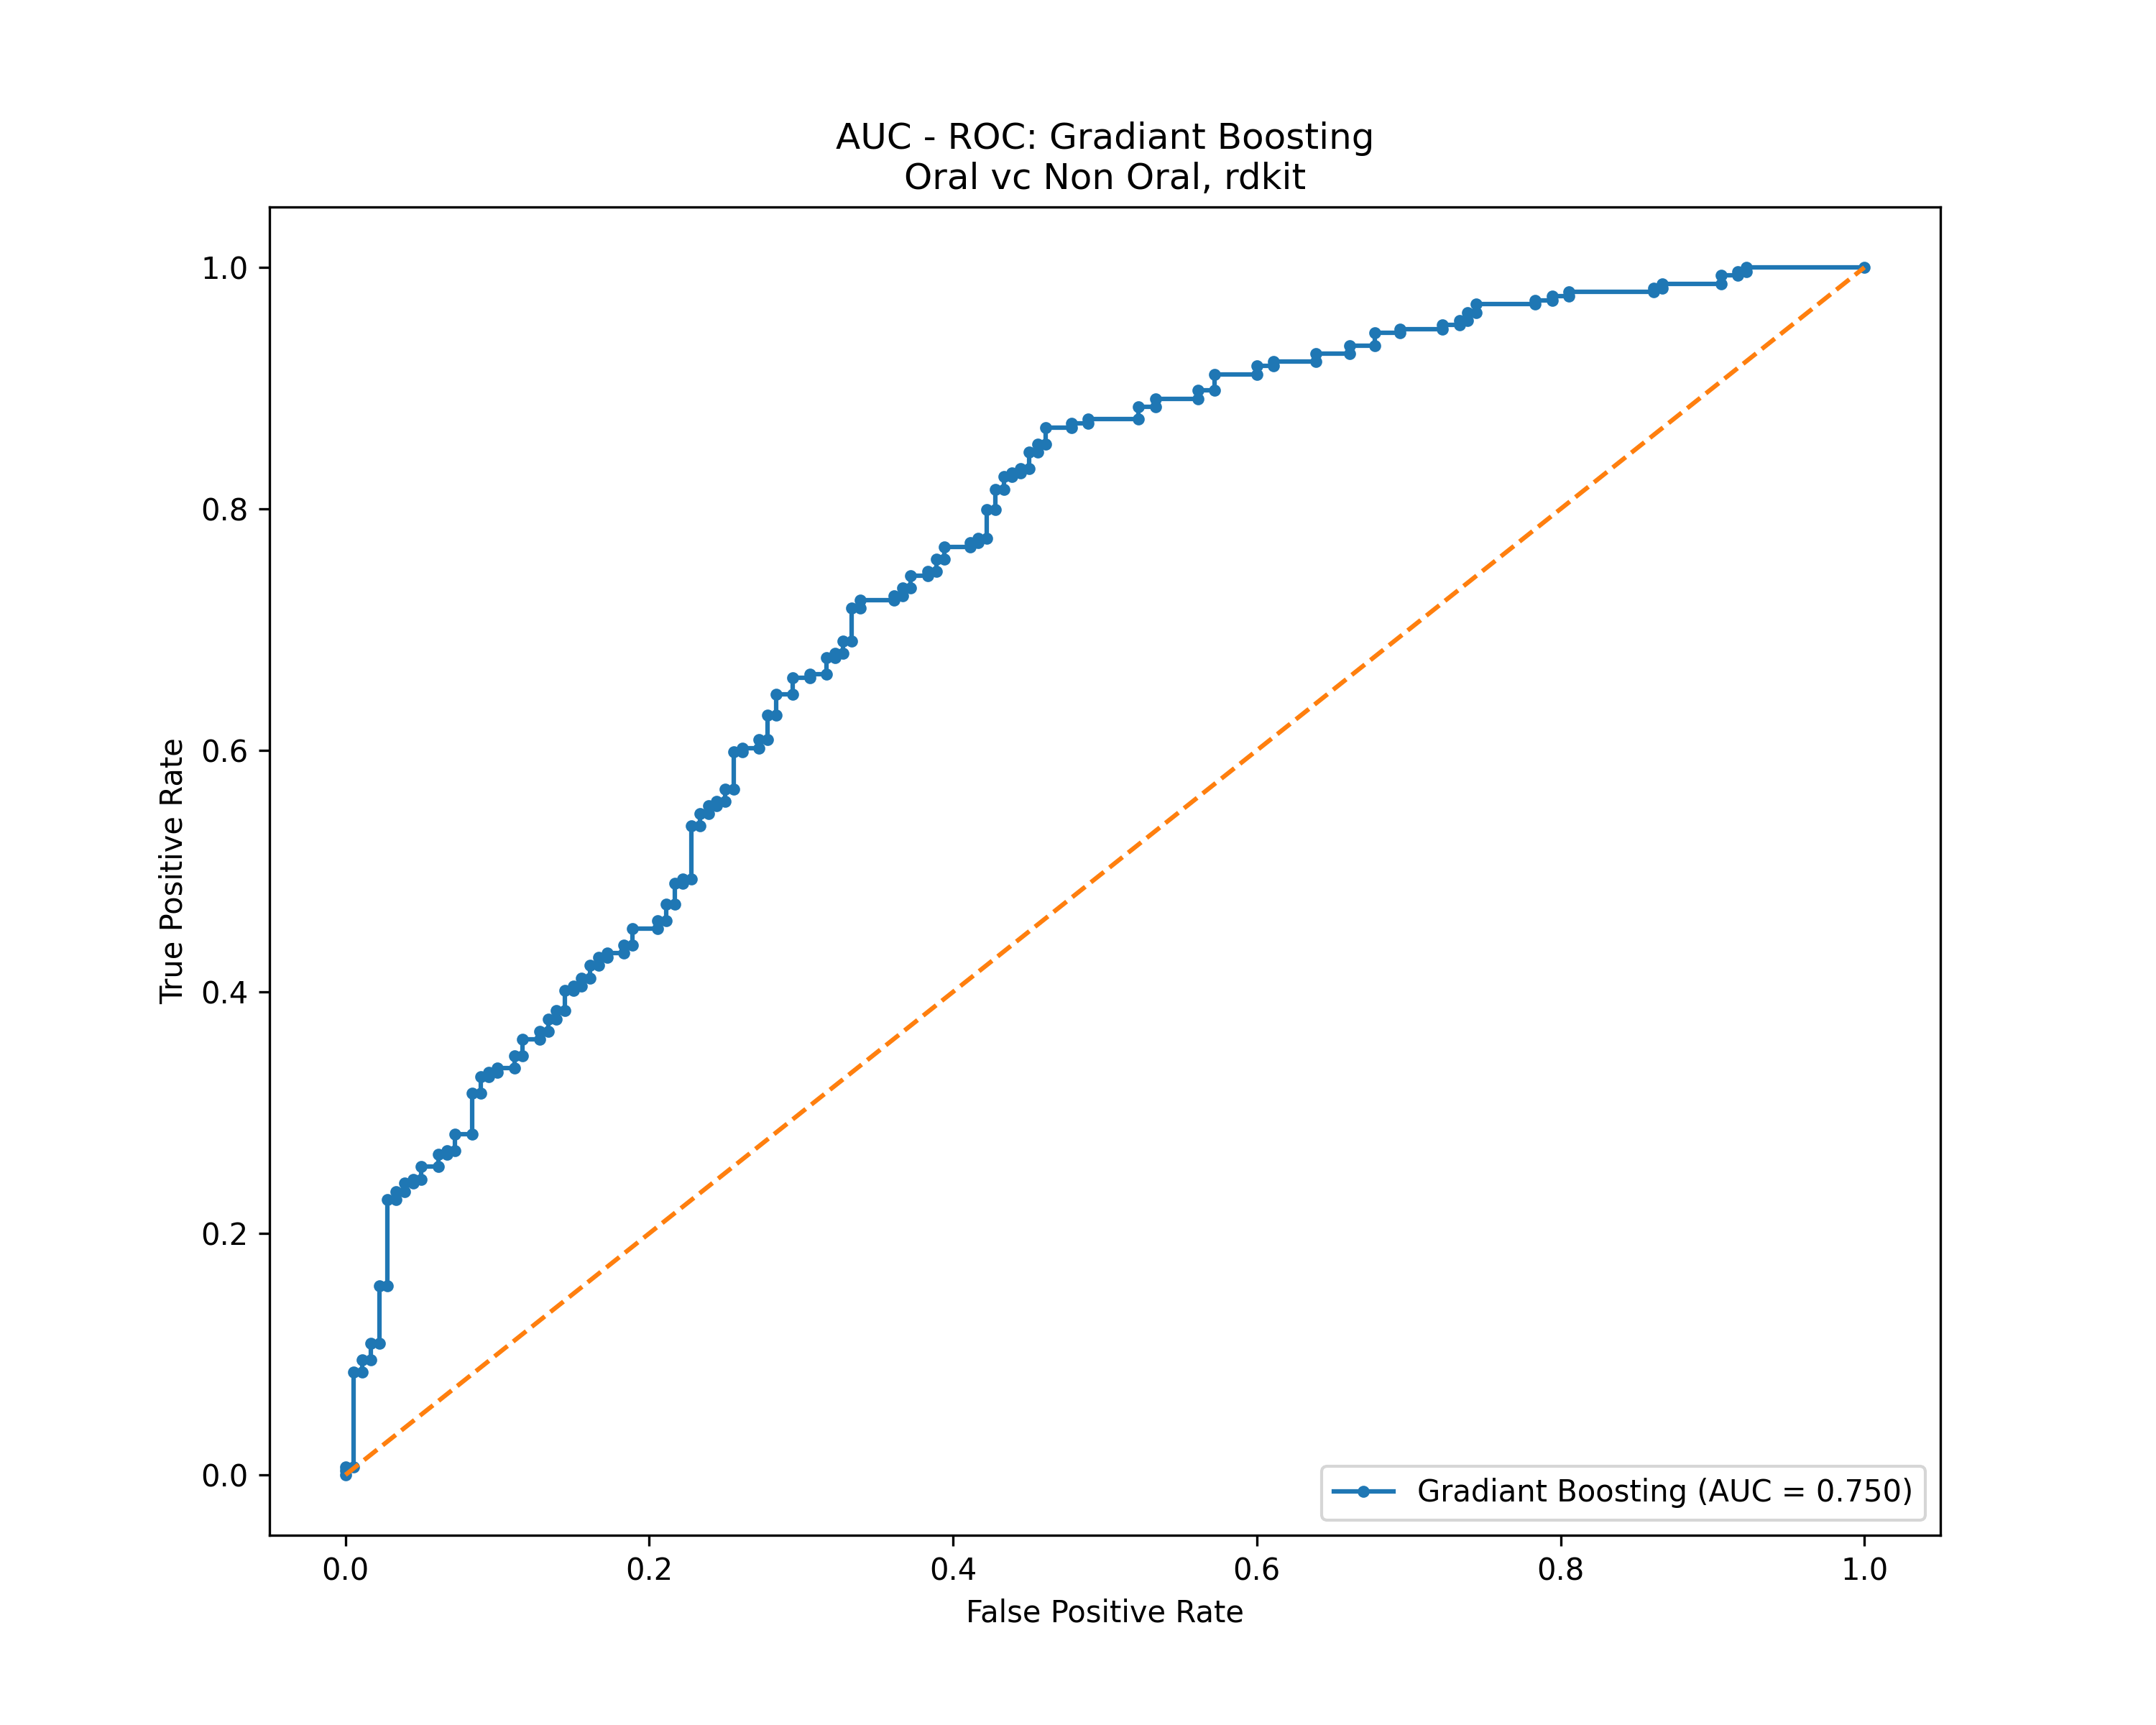 AUC - ROC: Gradiant Boosting
Oral vc Non Oral, rdkit
1.0
0.8
0.6
0.4
0.2
0.0
True Positive Rate
Gradiant Boosting (AUC = 0.750)
0.0 0.2 0.4 0.6 0.8 1.0
False Positive Rate